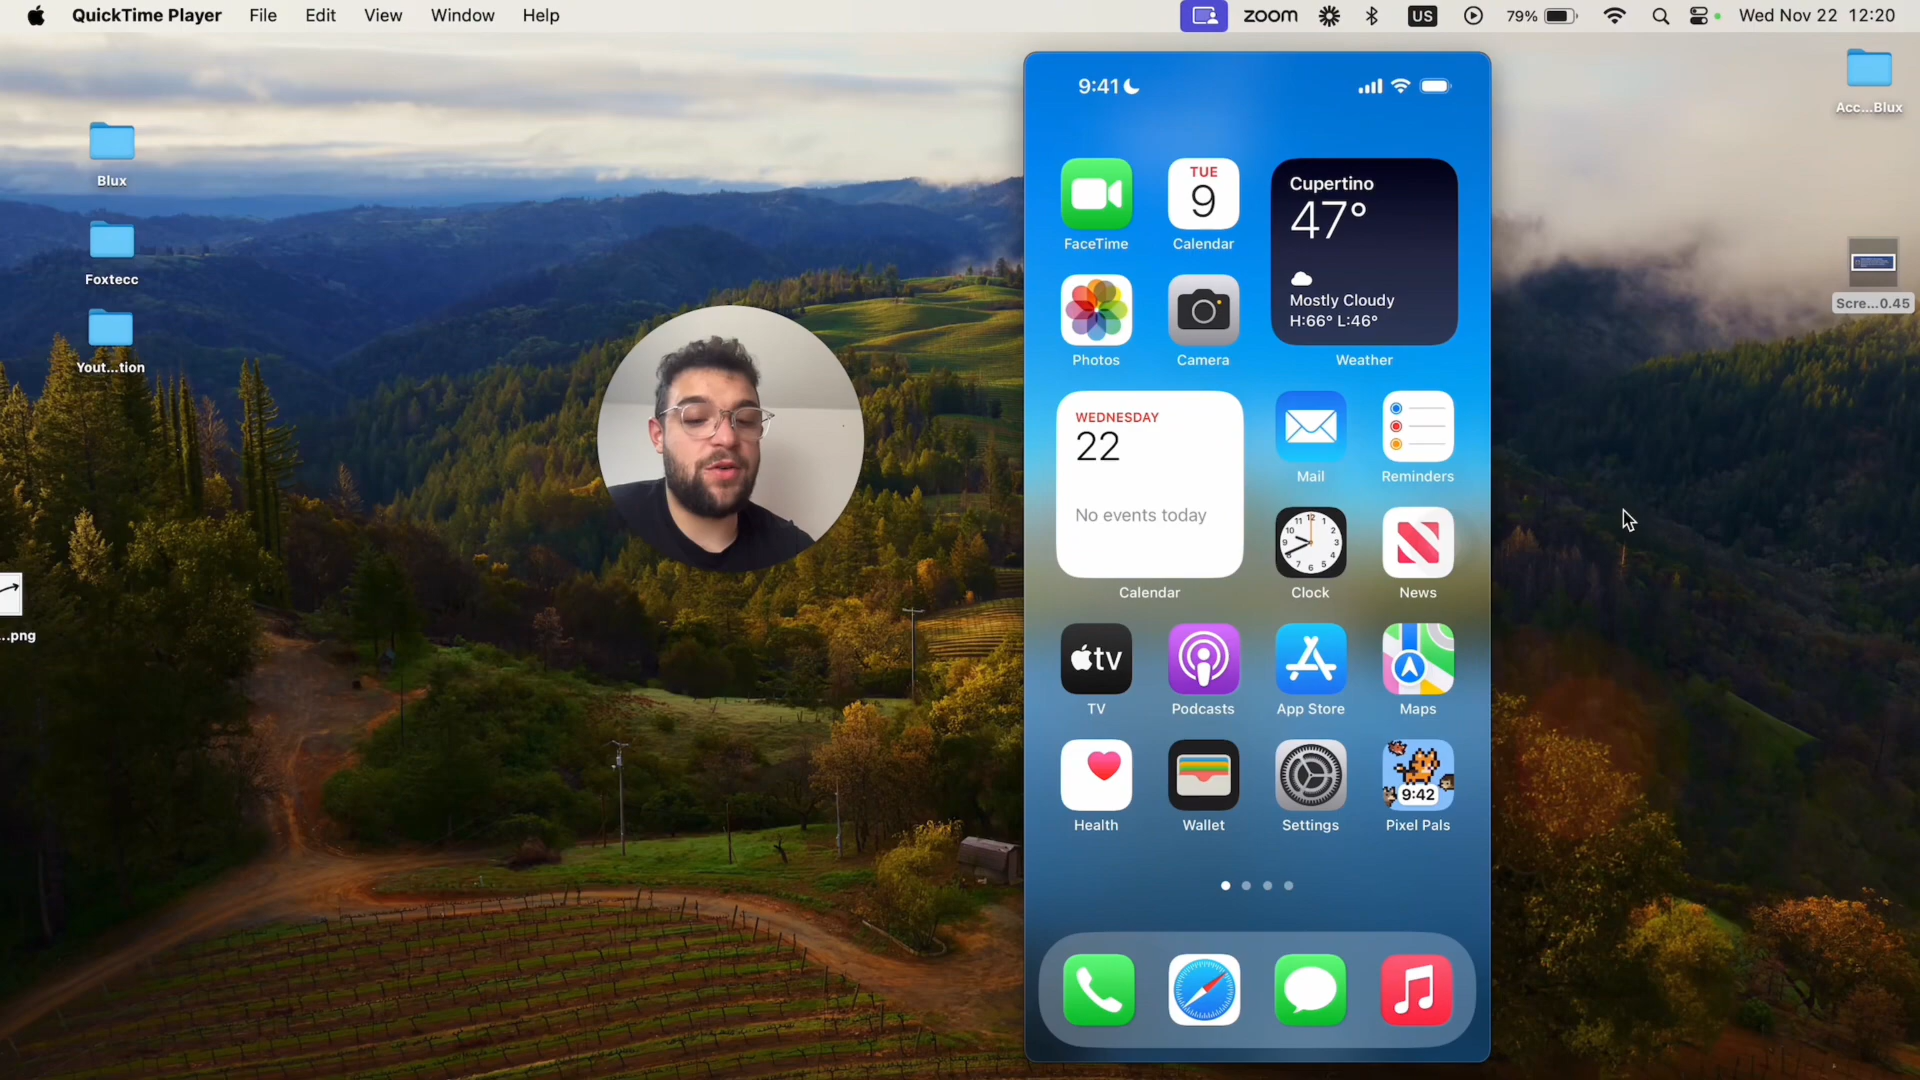 QuickTime Player File Edit View Window Help zoom US 79% Wed Nov 22 12:20
Acc...Blux
Blux
Foxtecc
Yout...tion
...png
Scre...0.45
9:41
FaceTime
TUE
9
Calendar
Cupertino
47°
Mostly Cloudy
H:66° L:46°
Weather
Photos
Camera
WEDNESDAY
22
No events today
Calendar
Mail
Reminders
Clock
News
tv
TV
Podcasts
App Store
Maps
Health
Wallet
Settings
9:42
Pixel Pals